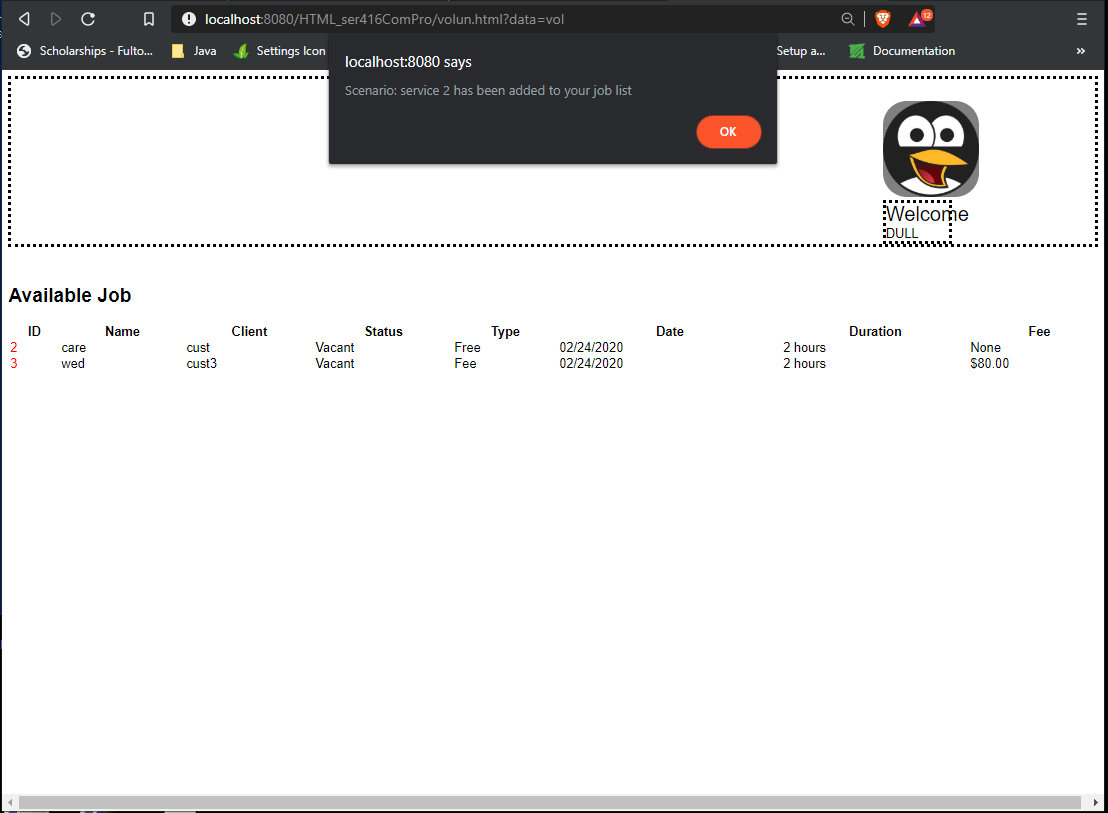 localhost:8080/HTML_ser416ComPro/volun.html?data=vol
12
Scholarships - Fulto... Java Settings Icon Setup a... Documentation »
localhost:8080 says
Scenario: service 2 has been added to your job list
OK
Welcome
DULL
Available Job
ID Name Client Status Type Date Duration Fee
2 care cust Vacant Free 02/24/2020 2 hours None
3 wed cust3 Vacant Fee 02/24/2020 2 hours $80.00